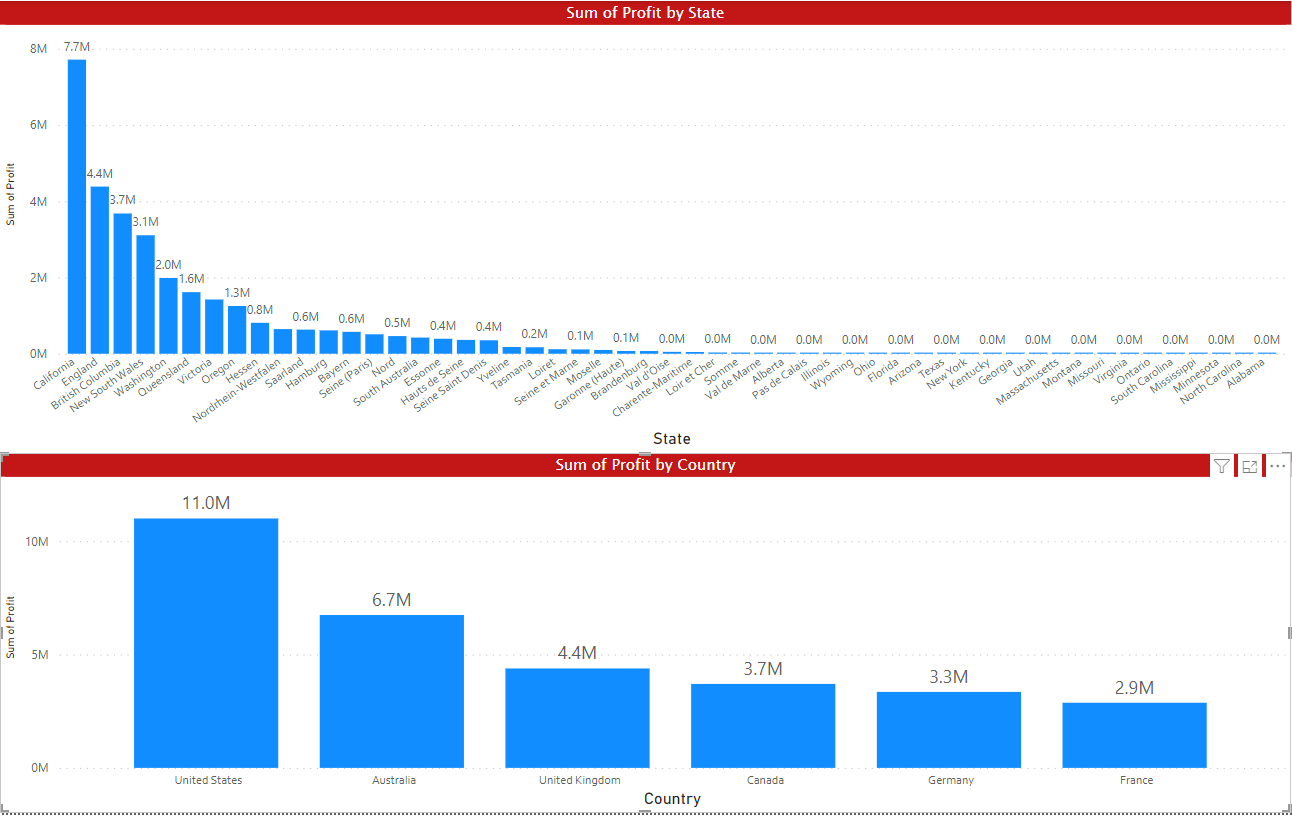 Sum of Profit by State
Sum of Profit
8M
6M
4M
2M
0M
7.7M
4.4M
3.7M
3.1M
2.0M
1.6M
1.3M
0.8M
0.6M
0.6M
0.5M
0.4M
0.4M
0.2M
0.1M
0.1M
0.0M
0.0M
0.0M
0.0M
0.0M
0.0M
0.0M
0.0M
0.0M
0.0M
0.0M
0.0M
0.0M
0.0M
California
England
British Columbia
New South Wales
Washington
Queensland
Victoria
Oregon
Hessen
Nordrhein-Westfalen
Saarland
Hamburg
Bayern
Seine (Paris)
Nord
South Australia
Essonne
Hauts de Seine
Seine Saint Denis
Yveline
Tasmania
Loiret
Seine et Marne
Moselle
Garonne (Haute)
Brandenburg
Val d'Oise
Charente-Maritime
Loir et Cher
Somme
Val de Marne
Alberta
Pas de Calais
Illinois
Wyoming
Ohio
Florida
Arizona
Texas
New York
Kentucky
Georgia
Utah
Massachusetts
Montana
Missouri
Virginia
Ontario
South Carolina
Mississippi
Minnesota
North Carolina
Alabama
State
Sum of Profit by Country
Sum of Profit
10M
5M
0M
11.0M
6.7M
4.4M
3.7M
3.3M
2.9M
United States
Australia
United Kingdom
Canada
Germany
France
Country